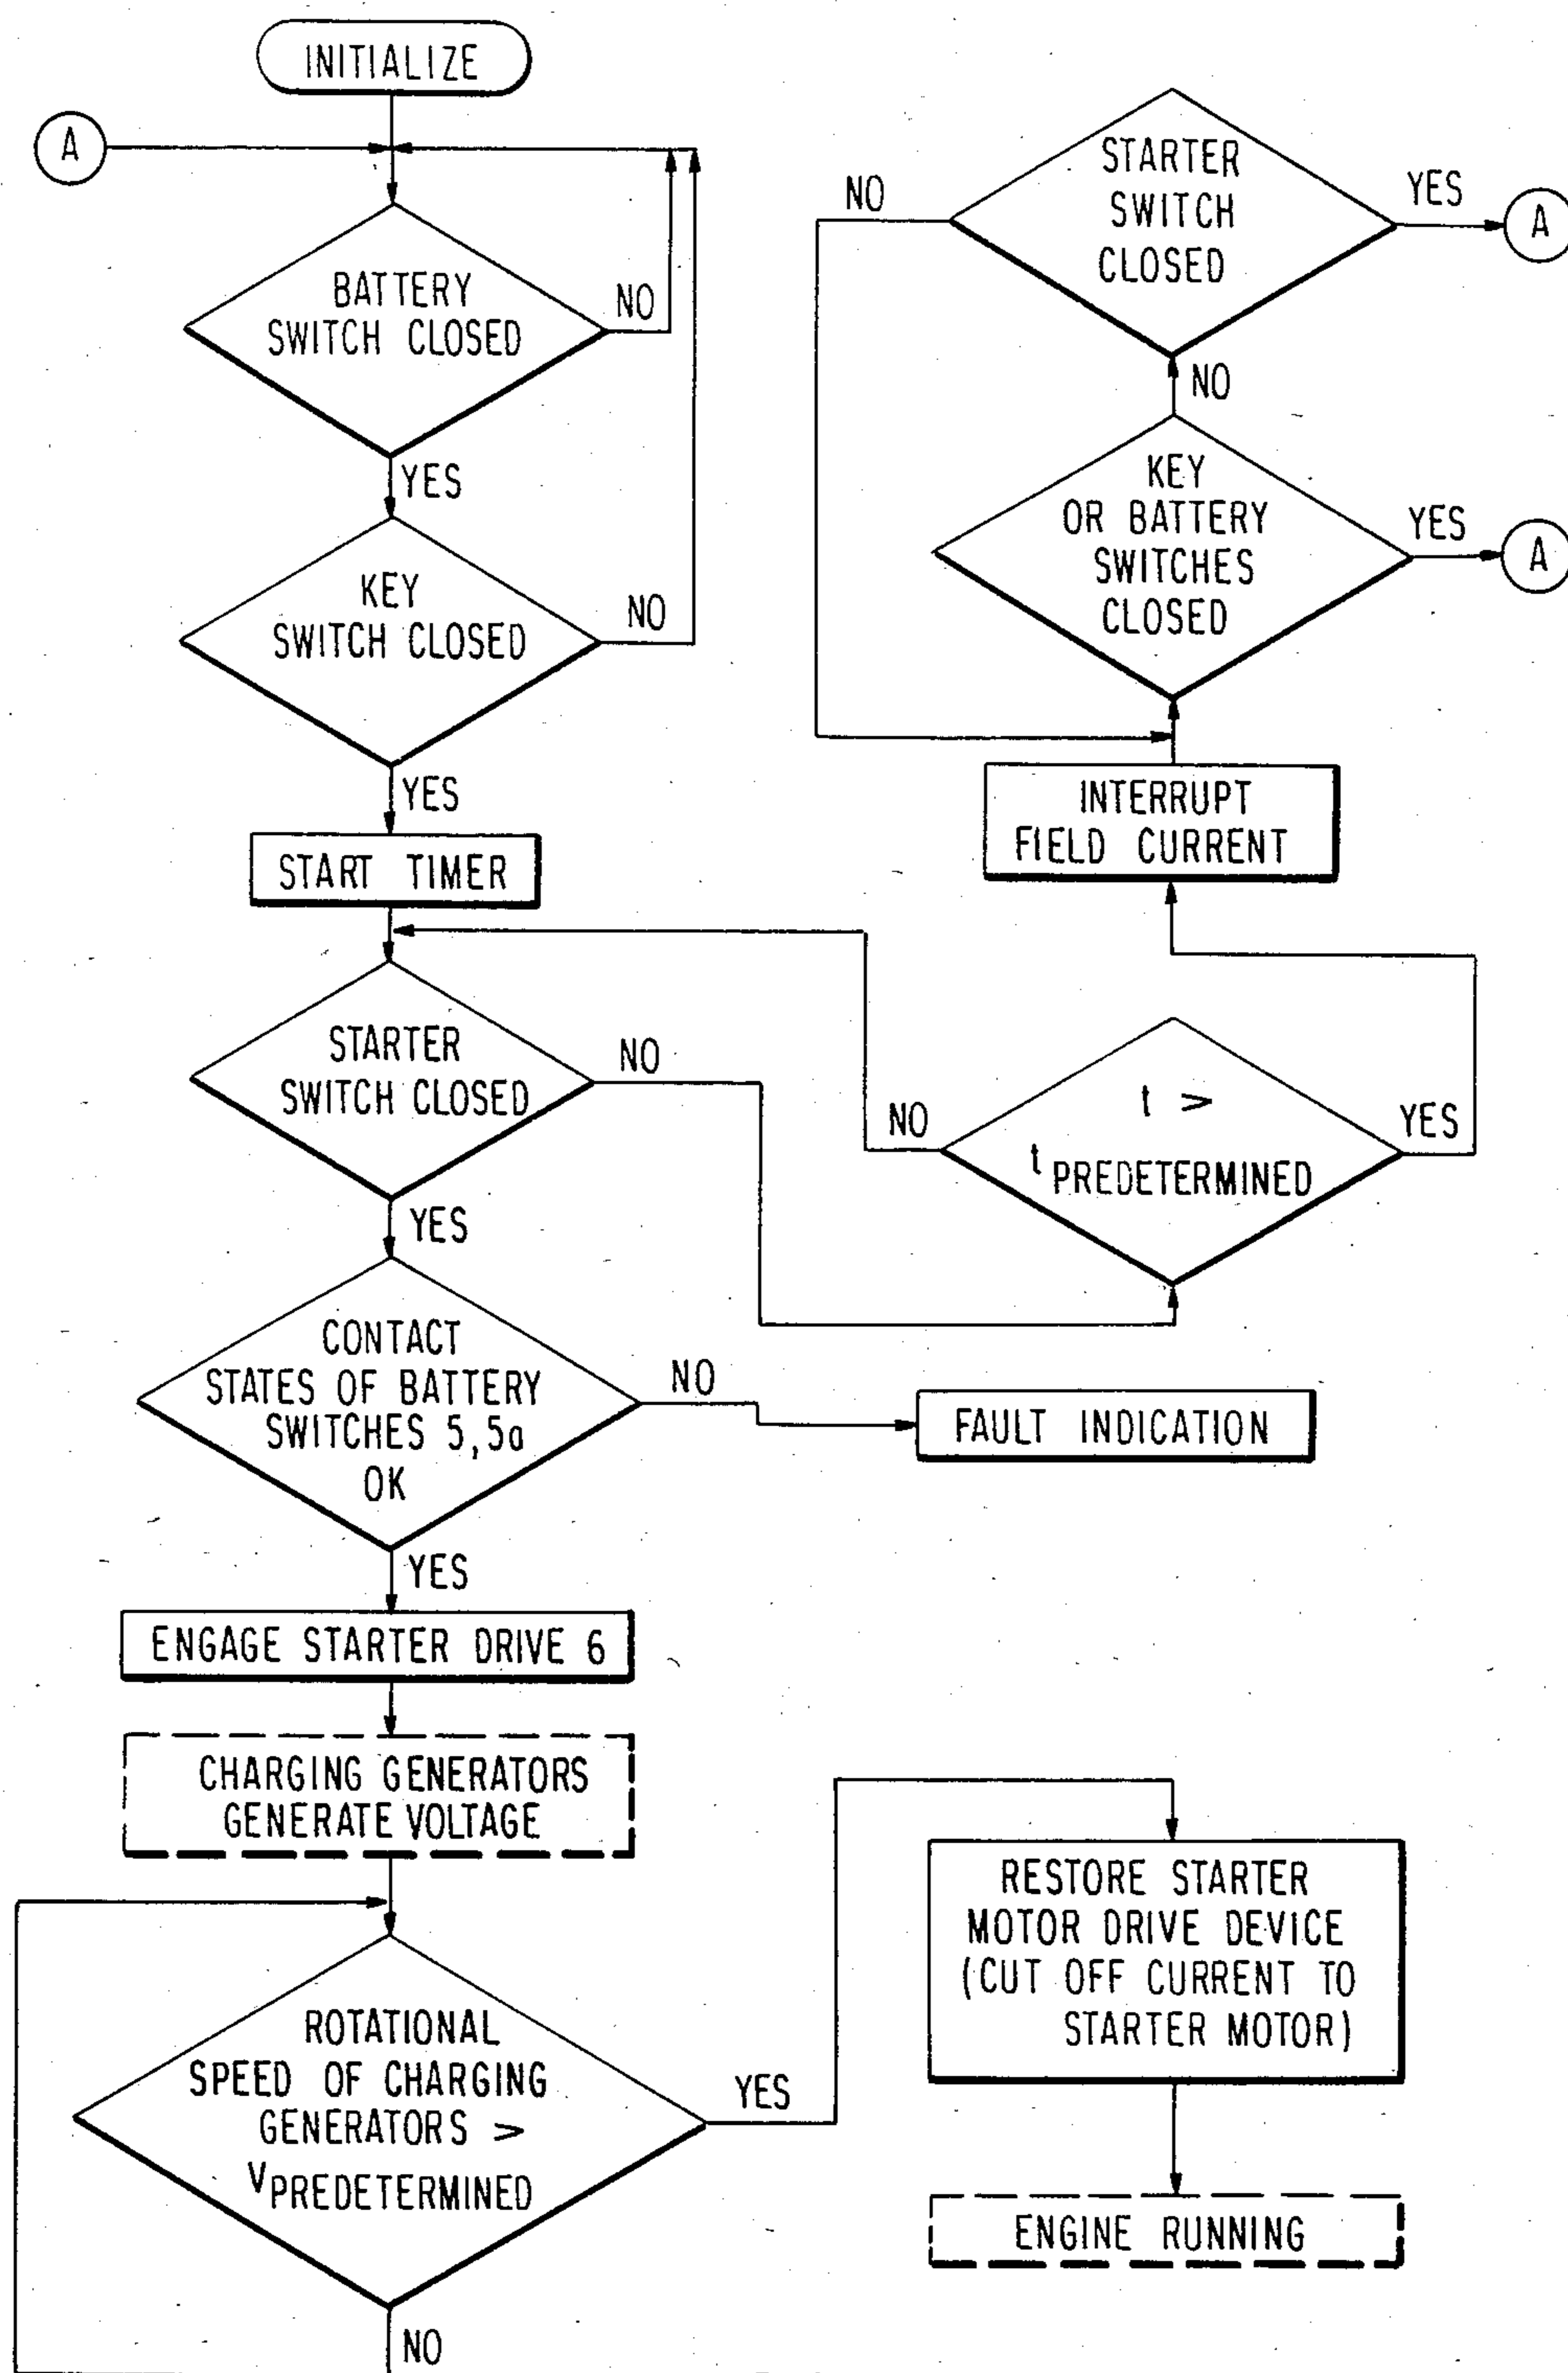 INITIALIZE
A
BATTERY
SWITCH CLOSED
NO
YES
KEY
SWITCH CLOSED
NO
YES
START TIMER
STARTER
SWITCH CLOSED
NO
YES
CONTACT
STATES OF BATTERY
SWITCHES 5,5a
OK
NO
FAULT INDICATION
YES
ENGAGE STARTER DRIVE 6
CHARGING GENERATORS
GENERATE VOLTAGE
ROTATIONAL
SPEED OF CHARGING
GENERATORS >
VPREDETERMINED
YES
NO
STARTER
SWITCH
CLOSED
NO
YES
A
NO
KEY
OR BATTERY
SWITCHES
CLOSED
YES
A
INTERRUPT
FIELD CURRENT
t >
t PREDETERMINED
NO
YES
RESTORE STARTER
MOTOR DRIVE DEVICE
(CUT OFF CURRENT TO
STARTER MOTOR)
ENGINE RUNNING